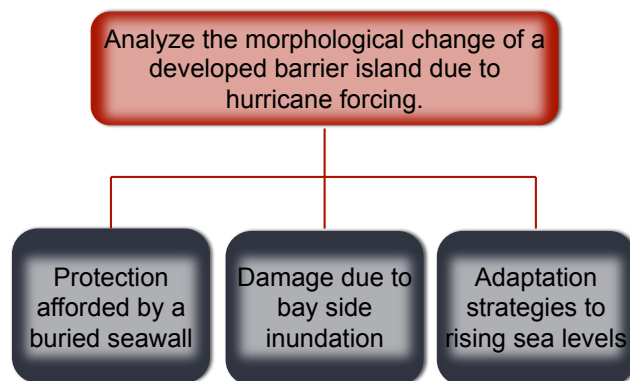 Analyze the morphological change of a
developed barrier island due to
hurricane forcing.
Protection
afforded by a
buried seawall
Damage due to
bay side
inundation
Adaptation
strategies to
rising sea levels